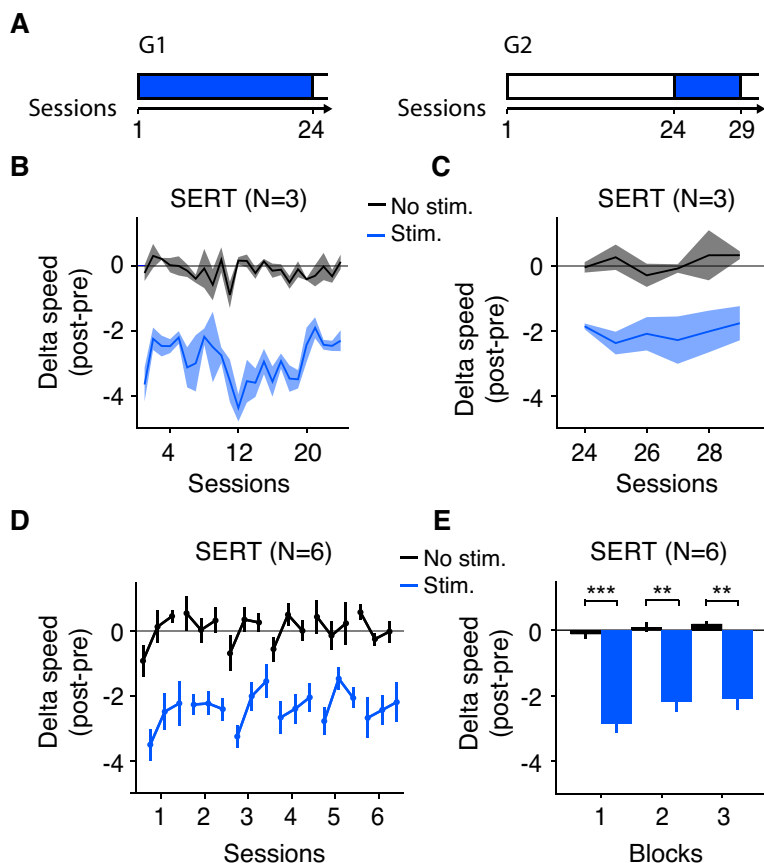 A
G1
G2
Sessions
1
24
Sessions
1
24
29
B
SERT (N=3)
No stim.
Stim.
Delta speed
(post-pre)
0
-2
-4
4
12
20
Sessions
C
SERT (N=3)
Delta speed
(post-pre)
0
-2
-4
24
26
28
Sessions
D
SERT (N=6)
No stim.
Stim.
Delta speed
(post-pre)
0
-2
-4
1
2
3
4
5
6
Sessions
E
SERT (N=6)
***
**
**
Delta speed
(post-pre)
0
-2
-4
1
2
3
Blocks